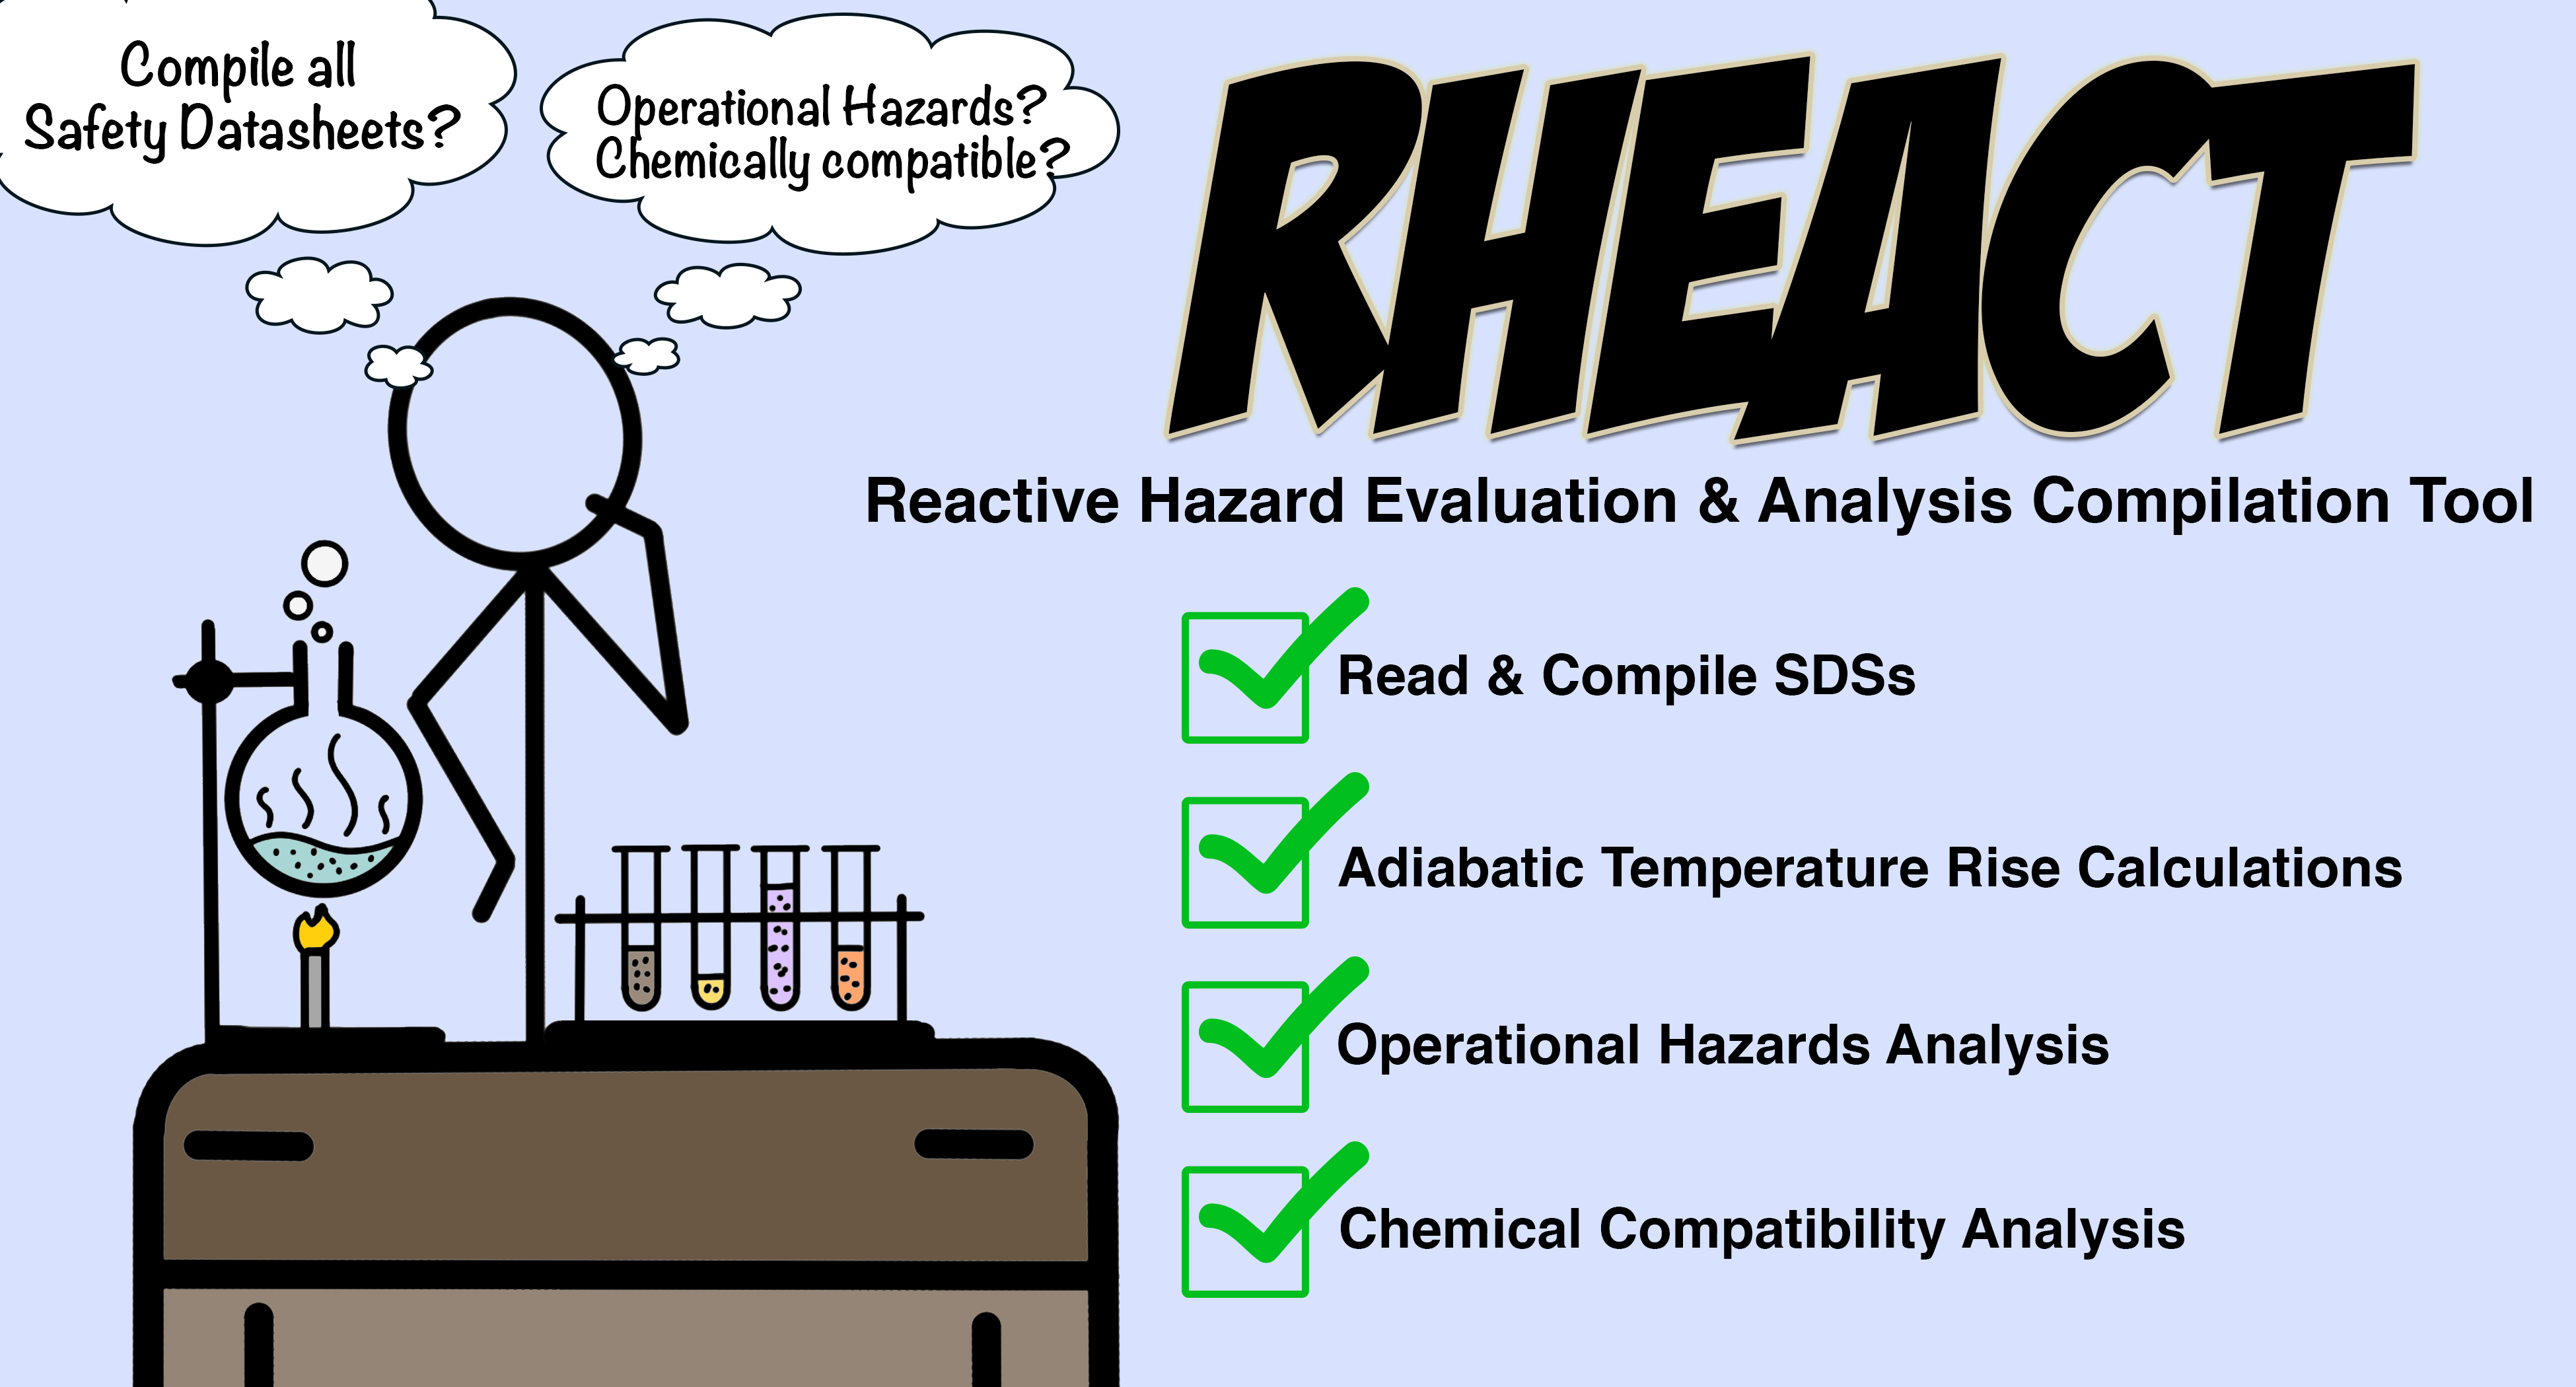 Compile all
Safety Datasheets?
Operational Hazards?
Chemically compatible?
RHEACT
Reactive Hazard Evaluation & Analysis Compilation Tool
Read & Compile SDSs
Adiabatic Temperature Rise Calculations
Operational Hazards Analysis
Chemical Compatibility Analysis